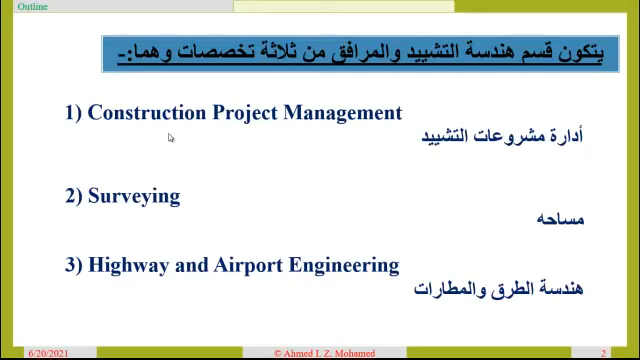 Outline
يتكون قسم هندسة التشييد والمرافق من ثلاثة تخصصات وهما:-
1) Construction Project Management
أدارة مشروعات التشييد
2) Surveying
مساحه
3) Highway and Airport Engineering
هندسة الطرق والمطارات
6/20/2021
© Ahmed I. Z. Mohamed
2